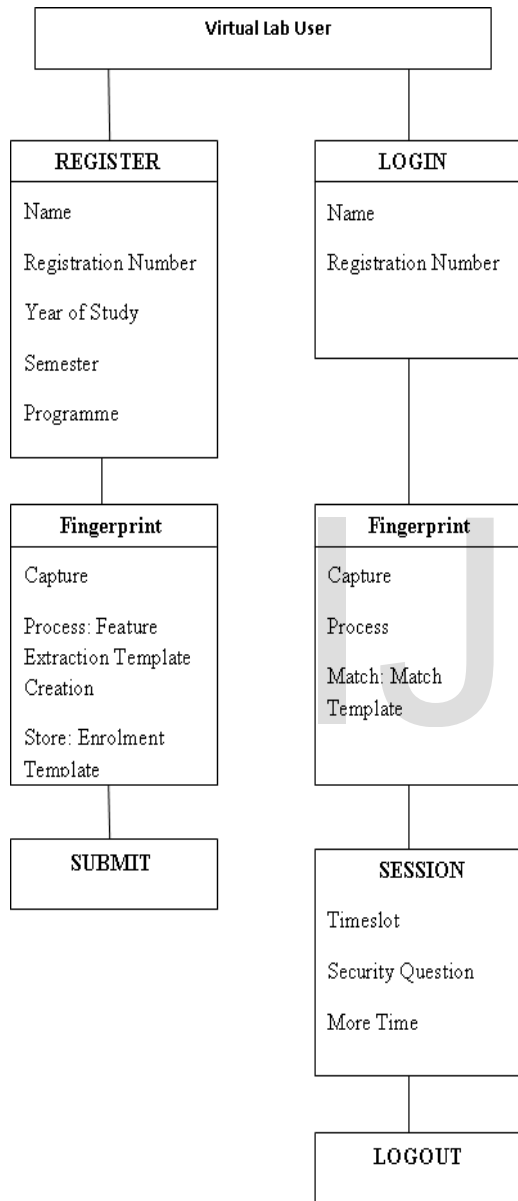 Virtual Lab User
REGISTER
Name
Registration Number
Year of Study
Semester
Programme
Fingerprint
Capture
Process: Feature
Extraction Template
Creation
Store: Enrolment
Template
SUBMIT
LOGIN
Name
Registration Number
Fingerprint
Capture
Process
Match: Match
Template
SESSION
Timeslot
Security Question
More Time
LOGOUT
IJ